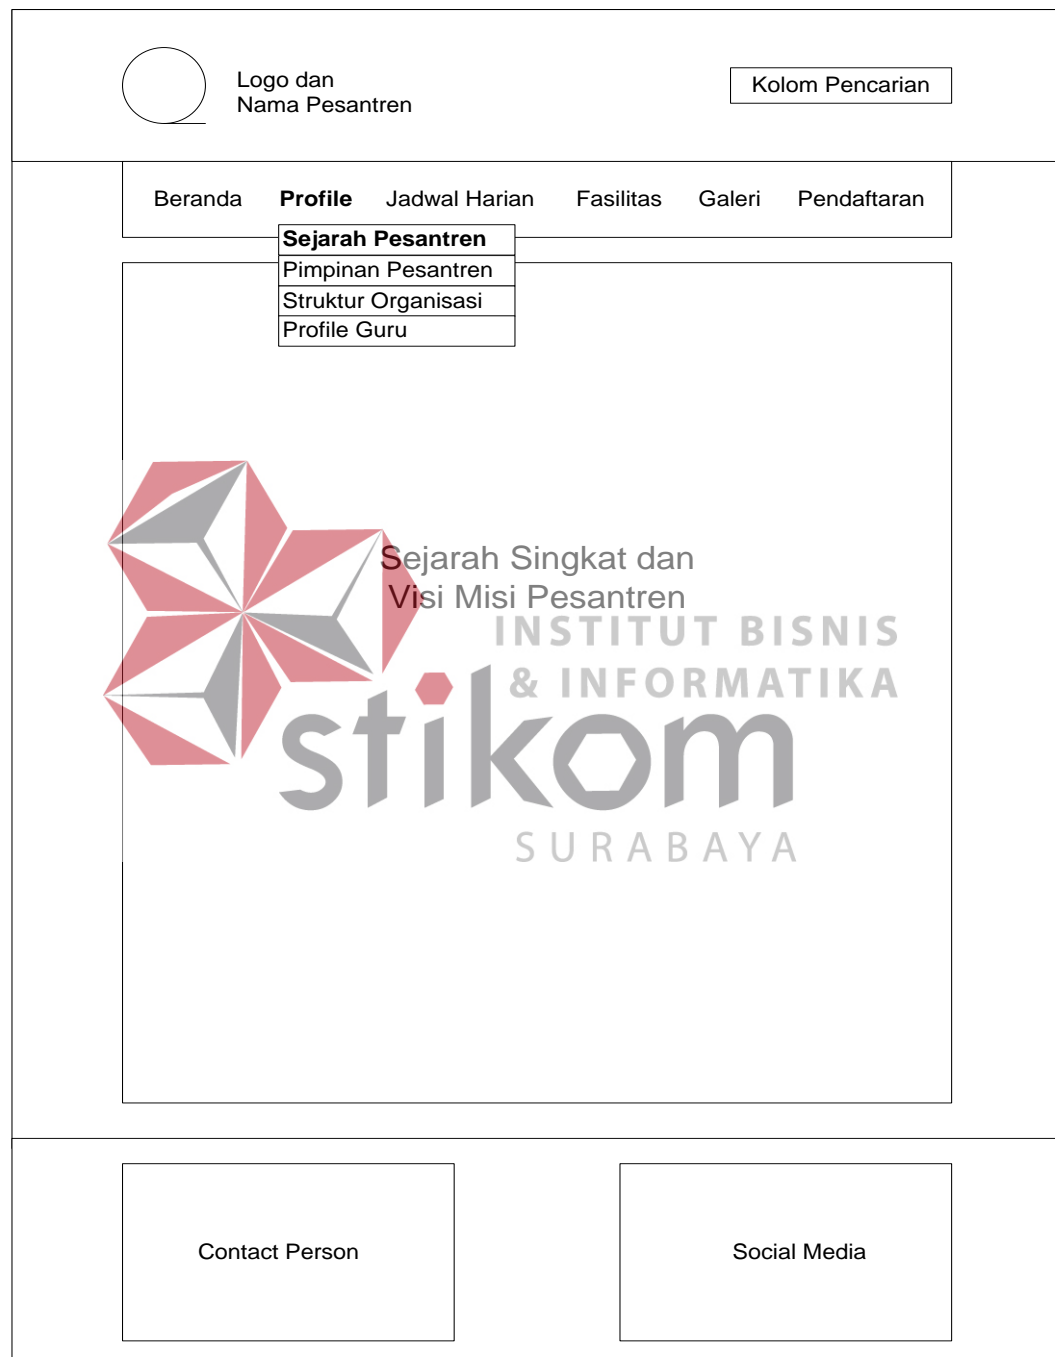 Logo dan
Nama Pesantren
Kolom Pencarian
Beranda Profile Jadwal Harian Fasilitas Galeri Pendaftaran
Sejarah Pesantren
Pimpinan Pesantren
Struktur Organisasi
Profile Guru
Sejarah Singkat dan
Visi Misi Pesantren
INSTITUT BISNIS
& INFORMATIKA
stikom
SURABAYA
Contact Person
Social Media